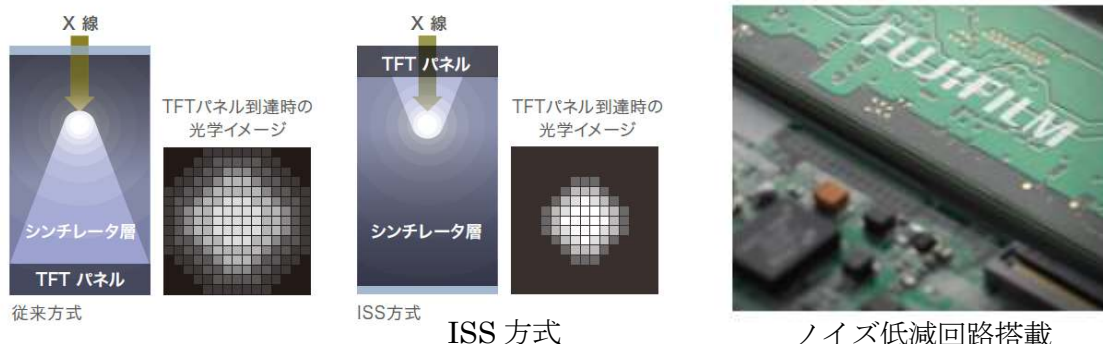 X 線
シンチレータ層
TFT パネル
従来方式
TFTパネル到達時の
光学イメージ
X 線
TFT パネル
シンチレータ層
ISS方式
TFTパネル到達時の
光学イメージ
ISS 方式
FUJIFILM
ノイズ低減回路搭載